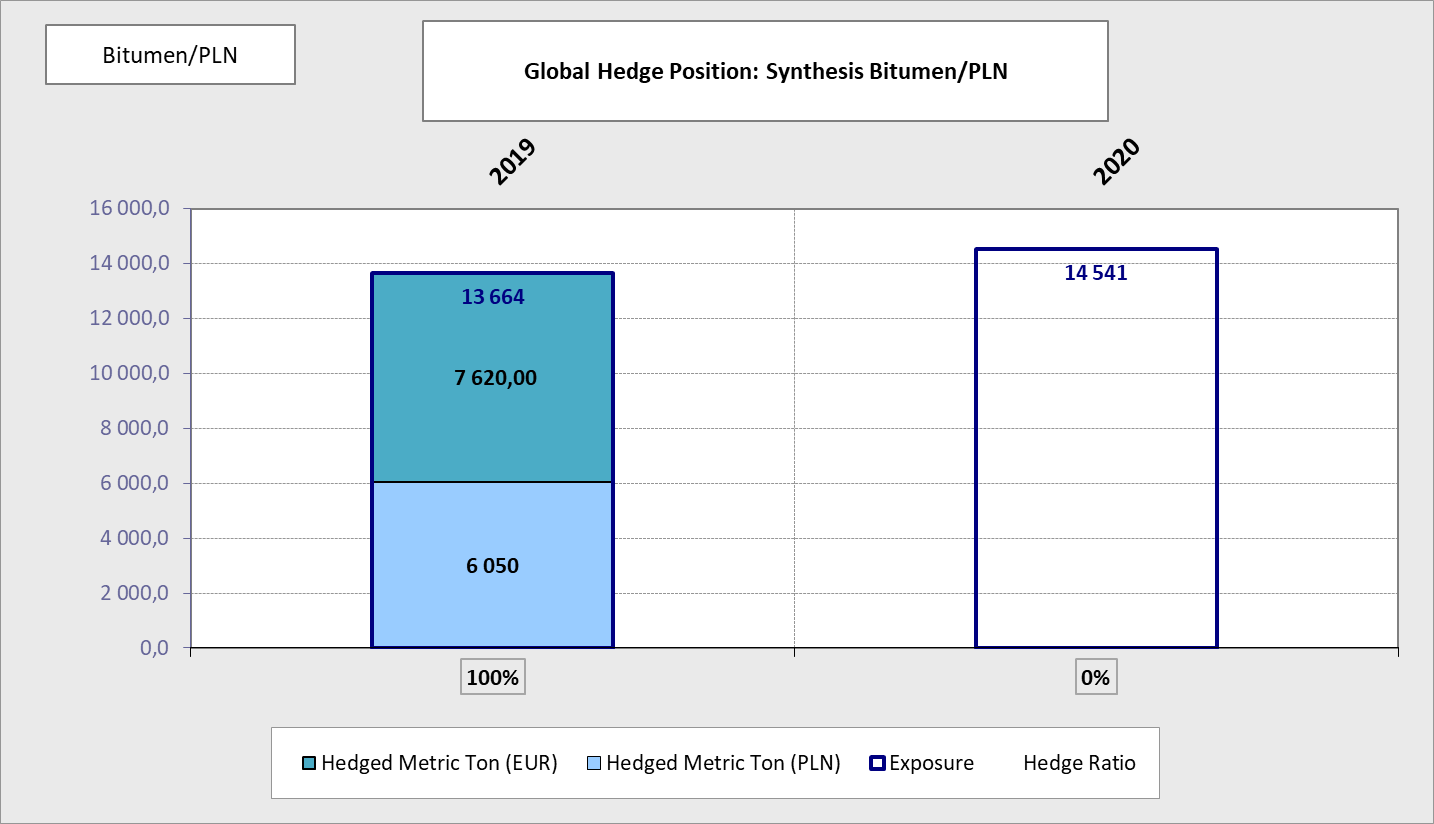 Bitumen/PLN
Global Hedge Position: Synthesis Bitumen/PLN
2019
2020
16 000,0
14 000,0
12 000,0
10 000,0
8 000,0
6 000,0
4 000,0
2 000,0
0,0
13 664
7 620,00
6 050
14 541
100%
0%
Hedged Metric Ton (EUR)
Hedged Metric Ton (PLN)
Exposure
Hedge Ratio